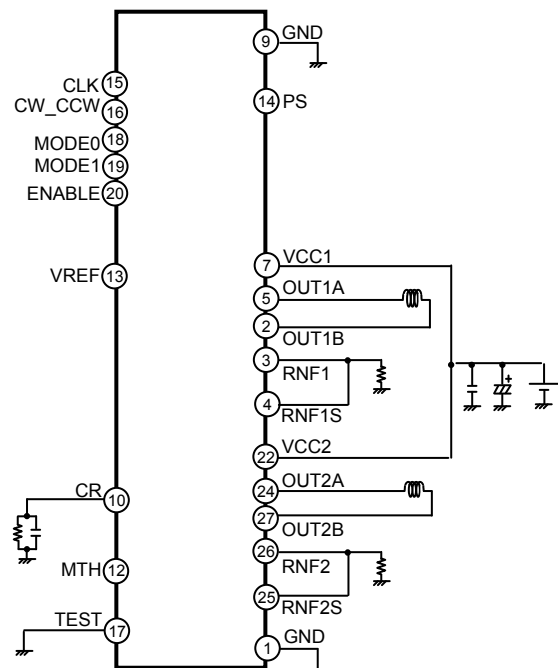 9 GND
15 CLK
14 PS
16 CW_CCW
18 MODE0
19 MODE1
20 ENABLE
7 VCC1
13 VREF
5 OUT1A
2 OUT1B
3 RNF1
4 RNF1S
+
22 VCC2
24 OUT2A
10 CR
27 OUT2B
26 RNF2
12 MTH
25 RNF2S
17 TEST
1 GND